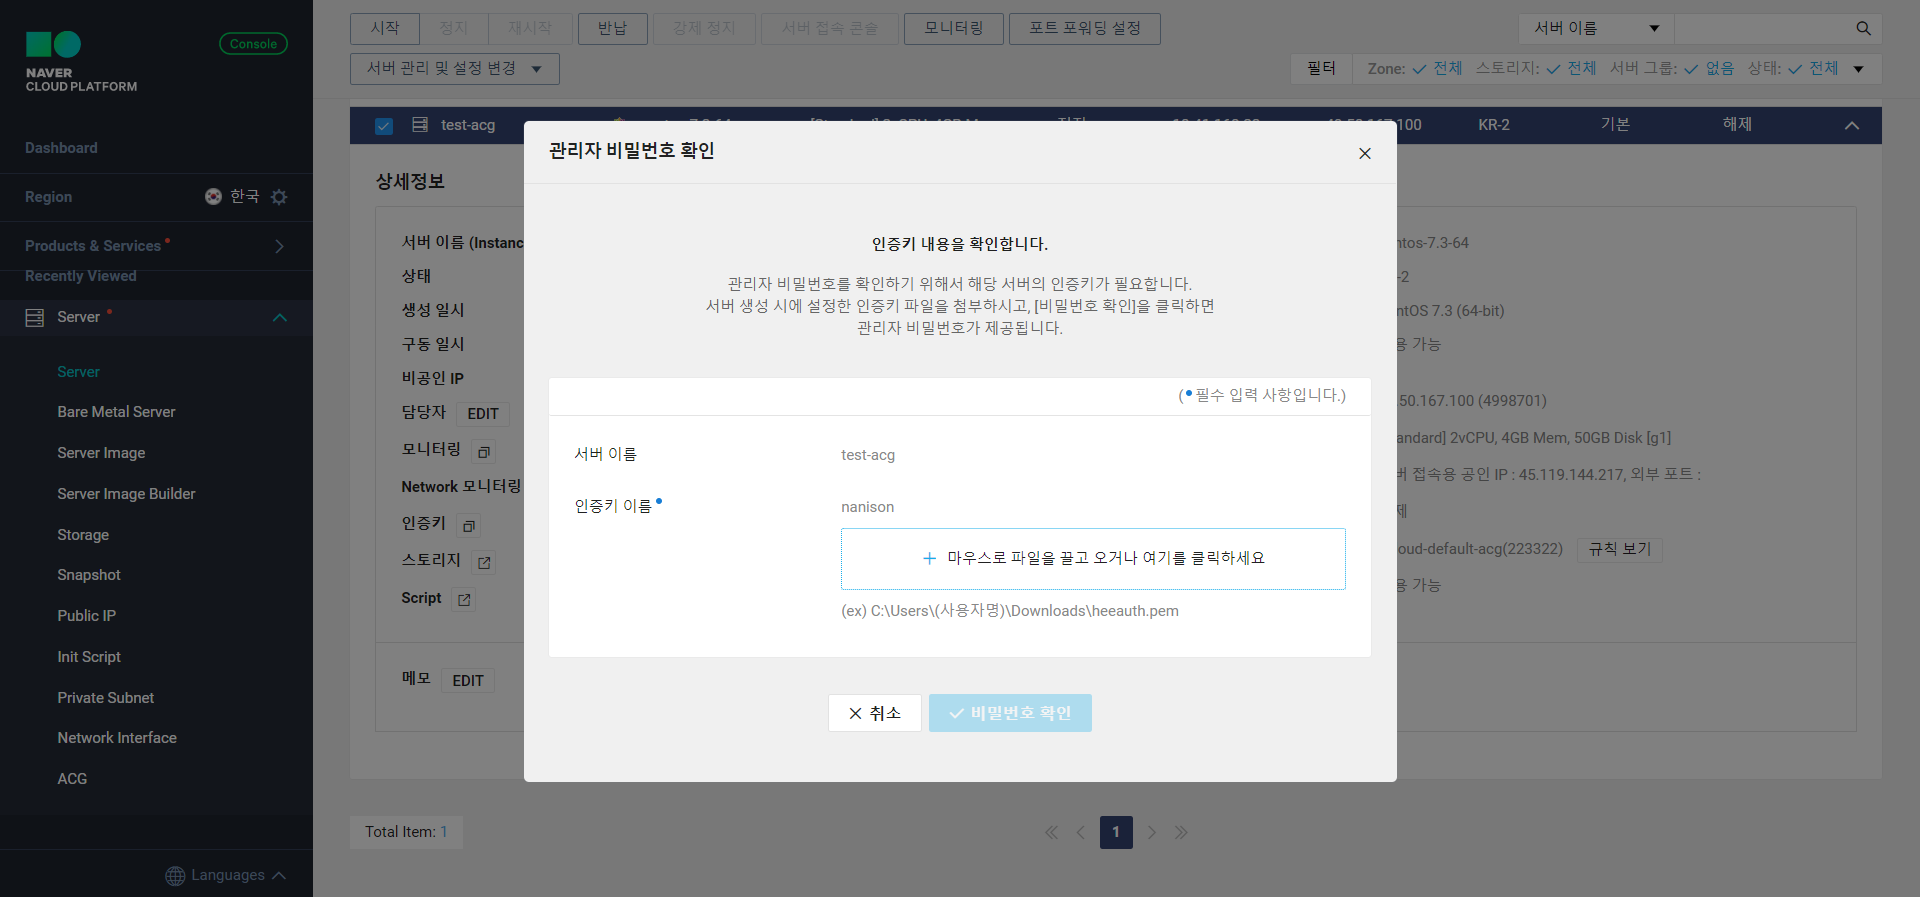 NAVER
CLOUD PLATFORM
Console
Dashboard
Region
한국
Products & Services
Recently Viewed
Server
Server
Bare Metal Server
Server Image
Server Image Builder
Storage
Snapshot
Public IP
Init Script
Private Subnet
Network Interface
ACG
Languages
시작 정지 재시작 반납 강제 정지 서버 접속 콘솔 모니터링 포트 포워딩 설정
서버 이름
서버 관리 및 설정 변경
필터 Zone: 전체 스토리지: 전체 서버 그룹: 없음 상태: 전체
test-acg KR-2 기본 해제
상세정보
서버 이름 (Instanc
상태
생성 일시
구동 일시
비공인 IP
담당자 EDIT
모니터링
Network 모니터링
인증키
스토리지
Script
메모 EDIT
관리자 비밀번호 확인
인증키 내용을 확인합니다.
관리자 비밀번호를 확인하기 위해서 해당 서버의 인증키가 필요합니다.
서버 생성 시에 설정한 인증키 파일을 첨부하시고, [비밀번호 확인]을 클릭하면
관리자 비밀번호가 제공됩니다.
(•필수 입력 사항입니다.)
서버 이름 test-acg
인증키 이름 nanison
+ 마우스로 파일을 끌고 오거나 여기를 클릭하세요
(ex) C:\Users\(사용자명)\Downloads\heeauth.pem
취소 비밀번호 확인
ntos-7.3-64
-2
ntOS 7.3 (64-bit)
가능
.50.167.100 (4998701)
andard] 2vCPU, 4GB Mem, 50GB Disk [g1]
버 접속용 공인 IP : 45.119.144.217, 외부 포트 :
제
oud-default-acg(223322) 규칙 보기
가능
Total Item: 1
1